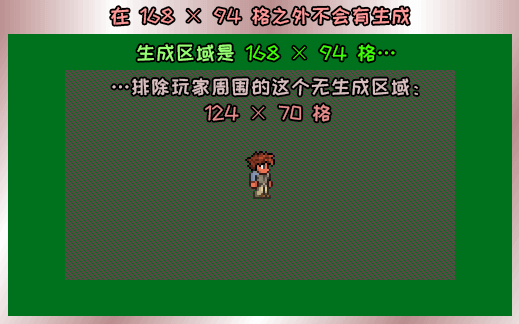 在 168 × 94 格之外不会有生成
生成区域是 168 × 94 格…
…排除玩家周围的这个无生成区域：
124 × 70 格